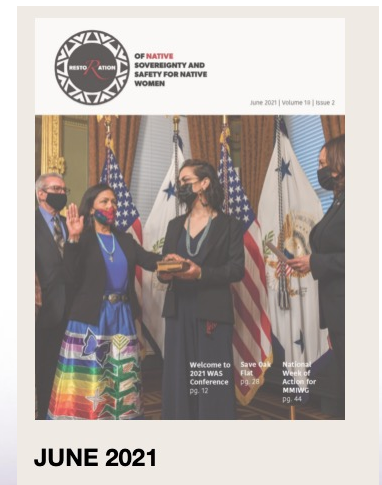 RESTORATION
OF NATIVE
SOVEREIGNTY AND
SAFETY FOR NATIVE
WOMEN
June 2021 | Volume 18 | Issue 2
Welcome to
2021 WAS
Conference
pg. 12
Save Oak
Flat
pg. 28
National
Week of
Action for
MMIWG
pg. 44
JUNE 2021